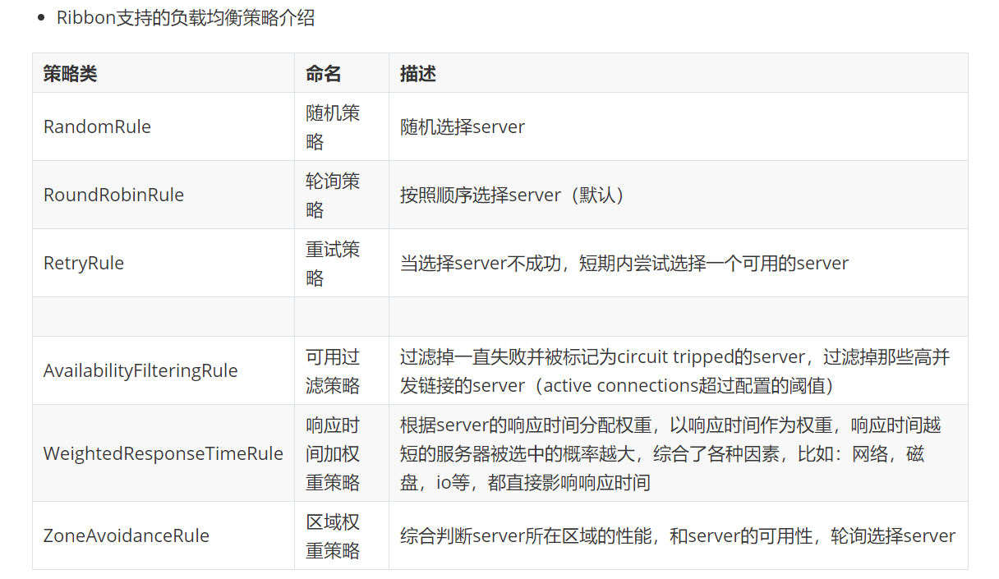 Ribbon支持的负载均衡策略介绍
策略类 命名 描述
RandomRule
随机策
略
随机选择server
RoundRobinRule
轮询策
略
按照顺序选择server（默认）
RetryRule
重试策
略
当选择server不成功，短期内尝试选择一个可用的server
AvailabilityFilteringRule
可用过
滤策略
过滤掉一直失败并被标记为circuit tripped的server，过滤掉那些高并
发链接的server（active connections超过配置的阈值）
WeightedResponseTimeRule
响应时
间加权
重策略
根据server的响应时间分配权重，以响应时间作为权重，响应时间越
短的服务器被选中的概率越大，综合了各种因素，比如：网络，磁
盘，io等，都直接影响响应时间
ZoneAvoidanceRule
区域权
重策略
综合判断server所在区域的性能，和server的可用性，轮询选择server